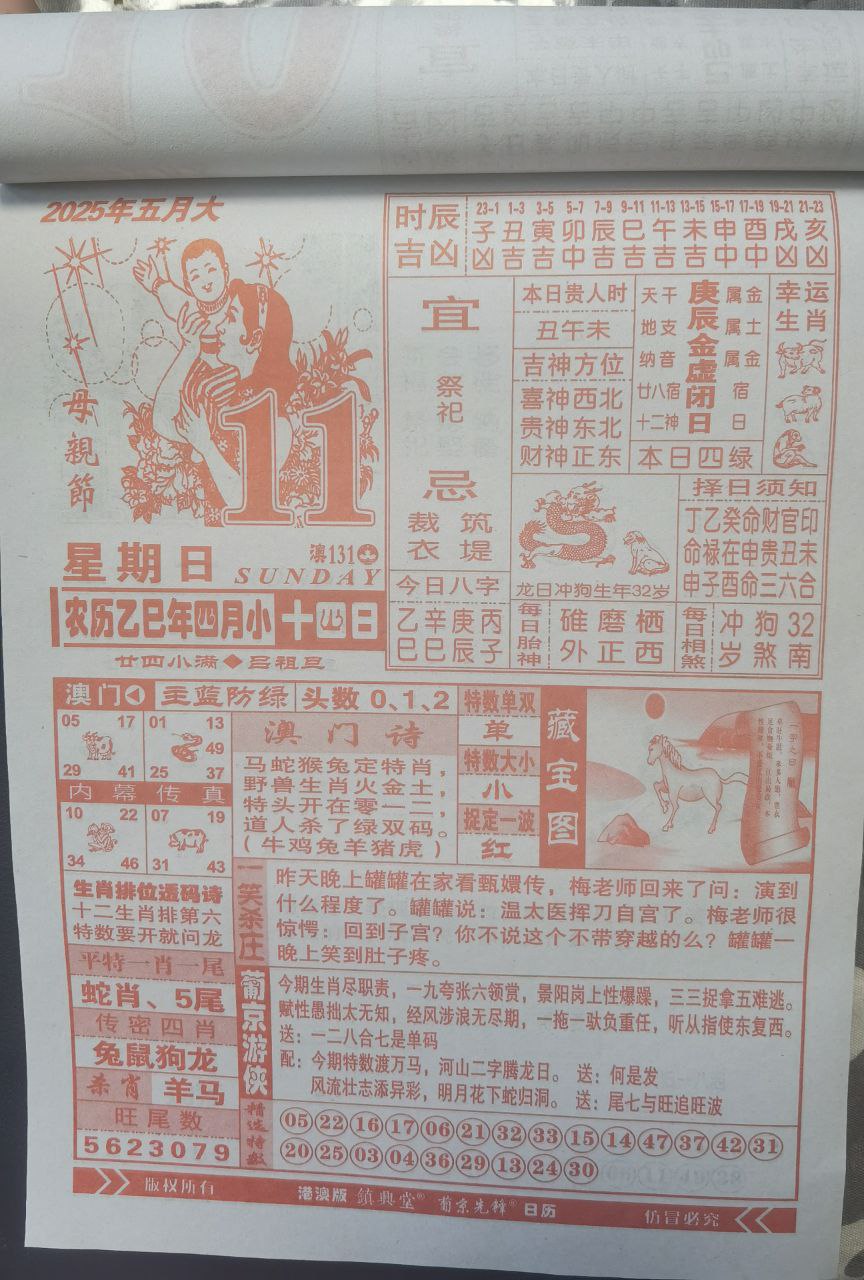 2025年五月大
母親節
11
星期日
澳131
SUNDAY
农历乙巳年四月小 十四日
廿四小满◆吕祖旦
时辰吉凶
23-1 1-3 3-5 5-7 7-9 9-11 11-13 13-15 15-17 17-19 19-21 21-23
子 丑 寅 卯 辰 巳 午 未 申 酉 戌 亥
凶 吉 吉 中 吉 吉 吉 吉 中 中 凶 凶
宜
祭祀
忌
裁衣 筑堤
本日贵人时
丑午未
吉神方位
喜神西北
贵神东北
财神正东
天干 地支 纳音 廿八宿 十二神
庚辰金虚闭日
属金
属土
属金
宿
日
本日四绿
幸运生肖
龙日冲狗生年32岁
择日须知
丁乙癸命财官印
命禄在申贵丑未
申子酉命三六合
今日八字
乙辛庚丙
巳巳辰子
每日胎神
碓磨栖
外正西
每日相煞
冲狗32
岁煞南
澳门
主蓝防绿
头数 0、1、2
05 17
29 41
01 13
49
25 37
内幕传真
10 22
34 46
07 19
31 43
生肖排位透码诗
十二生肖排第六
特数要开就问龙
平特一肖一尾
蛇肖、5尾
传密四肖
兔鼠狗龙
杀肖 羊马
旺尾数
5623079
澳门诗
马蛇猴兔定特肖，
野兽生肖火金土，
特头开在零一二，
道人杀了绿双码。
（牛鸡兔羊猪虎）
特数单双
单
特数大小
小
捉定一波
红
藏宝图
一笑杀庄
昨天晚上罐罐在家看甄嬛传，梅老师回来了问：演到
什么程度了。罐罐说：温太医挥刀自宫了。梅老师很
惊愕：回到子宫？你不说这个不带穿越的么？罐罐一
晚上笑到肚子疼。
葡京游侠
今期生肖尽职责，一九夸张六领赏，景阳岗上性爆躁，三三捉拿五难逃。
赋性愚拙太无知，经风涉浪无尽期，一拖一驮负重任，听从指使东复西。
送：一二八合七是单码
配：今期特数渡万马，河山二字腾龙日。 送：何是发
风流壮志添异彩，明月花下蛇归洞。 送：尾七与旺追旺波
精选特数
05 22 16 17 06 21 32 33 15 14 47 37 42 31
20 25 03 04 36 29 13 24 30
版权所有
港澳版 鎮興堂® 葡京先鋒® 日历
仿冒必究